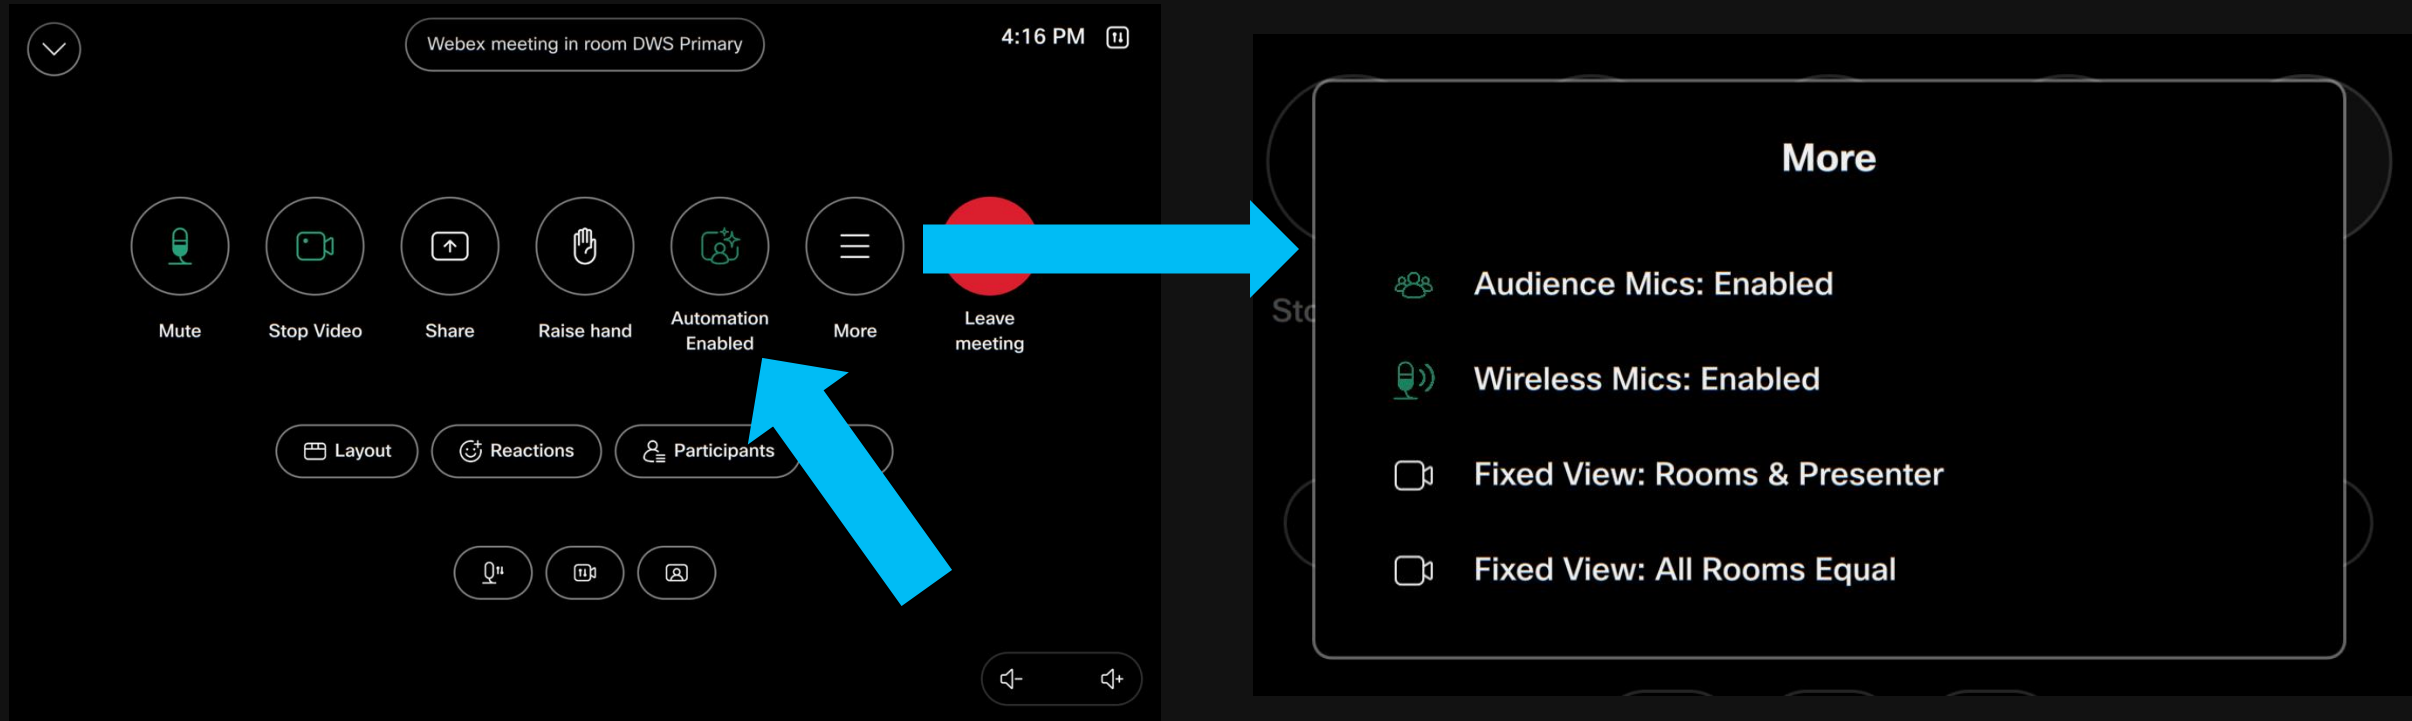 Webex meeting in room DWS Primary
4:16 PM
Mute
Stop Video
Share
Raise hand
Automation
Enabled
More
Leave
meeting
Layout
Reactions
Participants
More
Audience Mics: Enabled
Wireless Mics: Enabled
Fixed View: Rooms & Presenter
Fixed View: All Rooms Equal